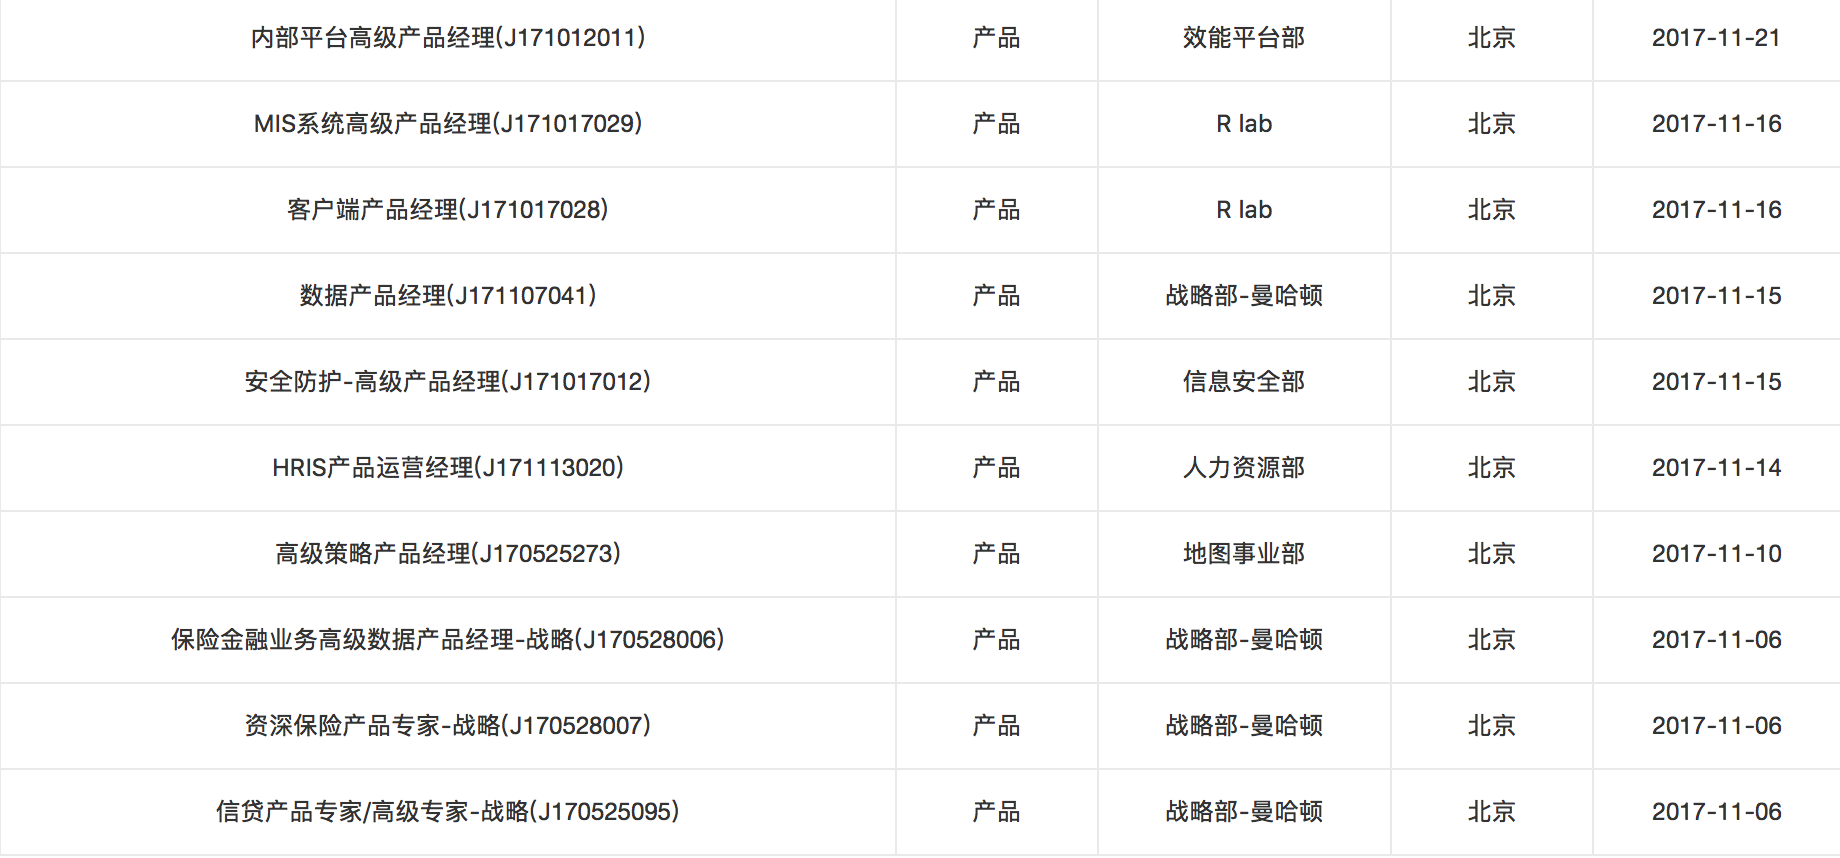 内部平台高级产品经理(J171012011) 产品 效能平台部 北京 2017-11-21
MIS系统高级产品经理(J171017029) 产品 R lab 北京 2017-11-16
客户端产品经理(J171017028) 产品 R lab 北京 2017-11-16
数据产品经理(J171107041) 产品 战略部-曼哈顿 北京 2017-11-15
安全防护-高级产品经理(J171017012) 产品 信息安全部 北京 2017-11-15
HRIS产品运营经理(J171113020) 产品 人力资源部 北京 2017-11-14
高级策略产品经理(J170525273) 产品 地图事业部 北京 2017-11-10
保险金融业务高级数据产品经理-战略(J170528006) 产品 战略部-曼哈顿 北京 2017-11-06
资深保险产品专家-战略(J170528007) 产品 战略部-曼哈顿 北京 2017-11-06
信贷产品专家/高级专家-战略(J170525095) 产品 战略部-曼哈顿 北京 2017-11-06